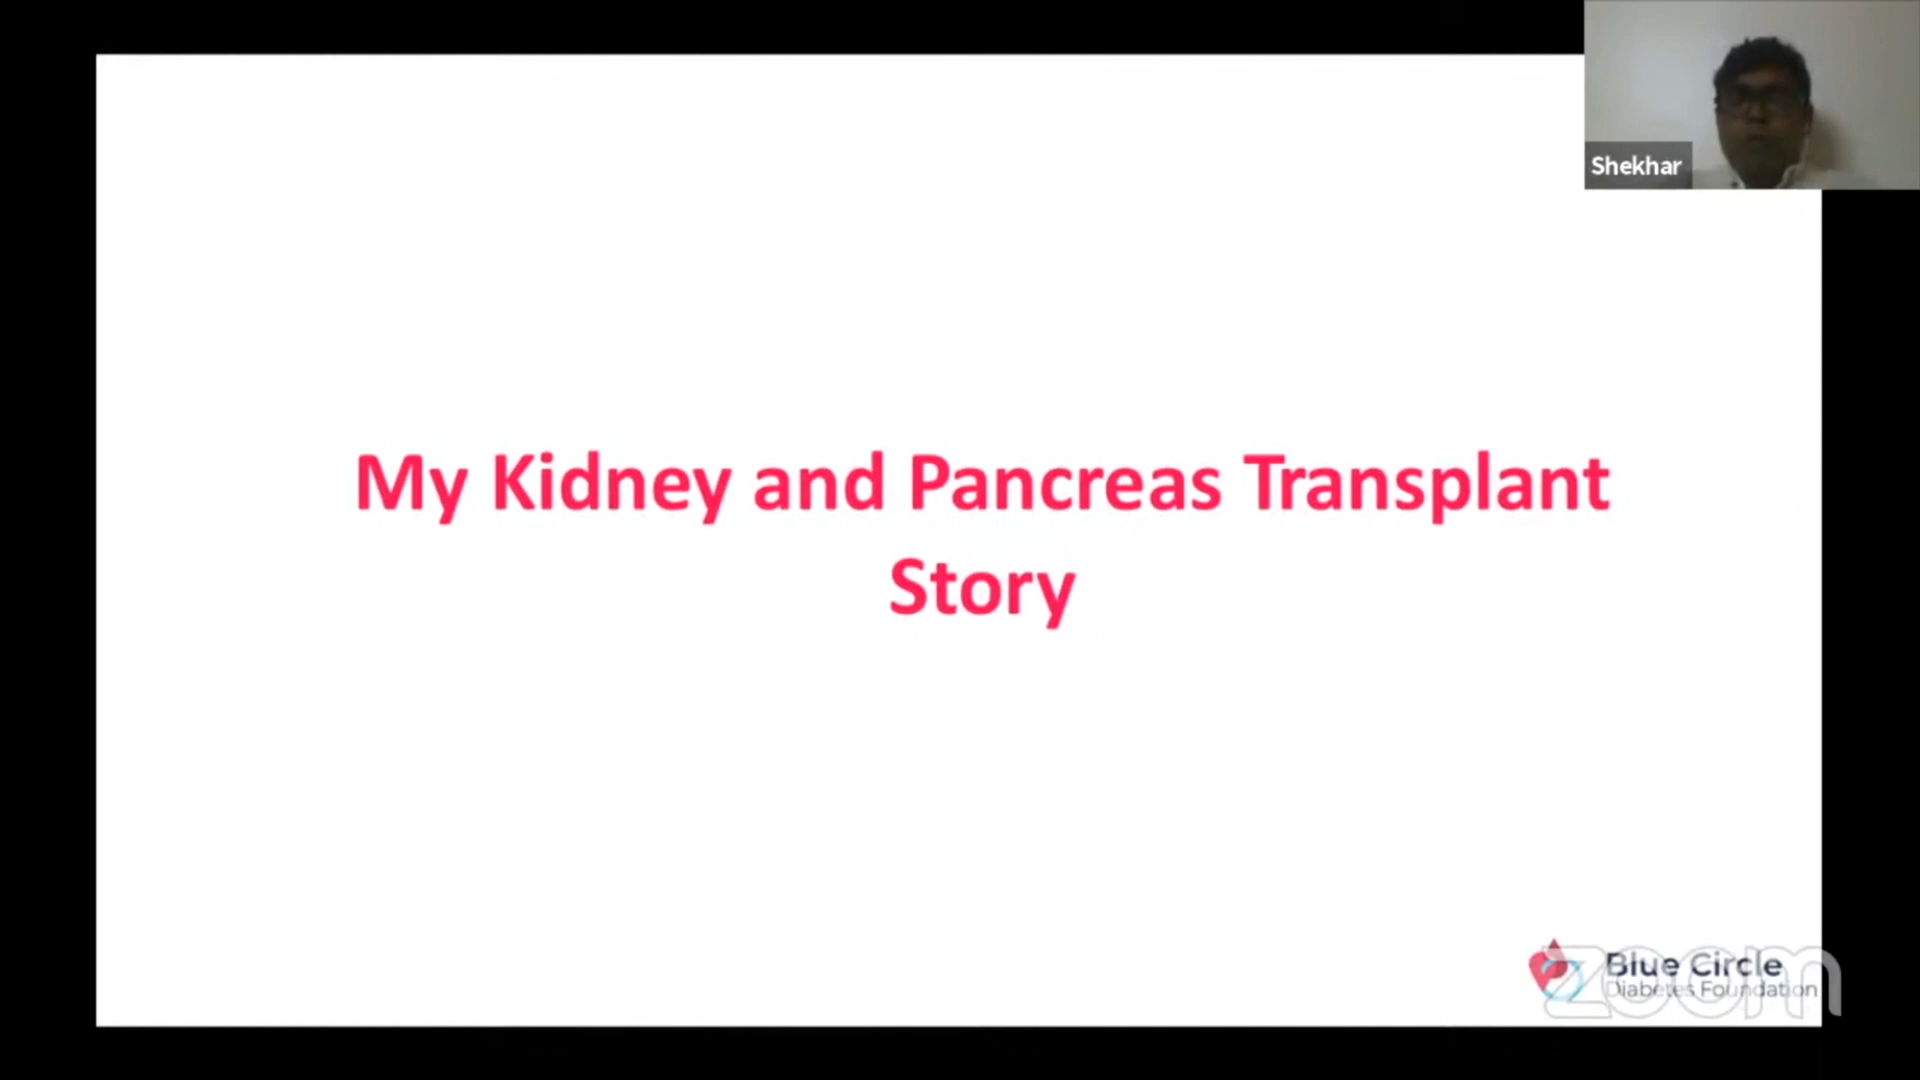 Shekhar
My Kidney and Pancreas Transplant
Story
Blue Circle
Diabetes Foundation
zoom